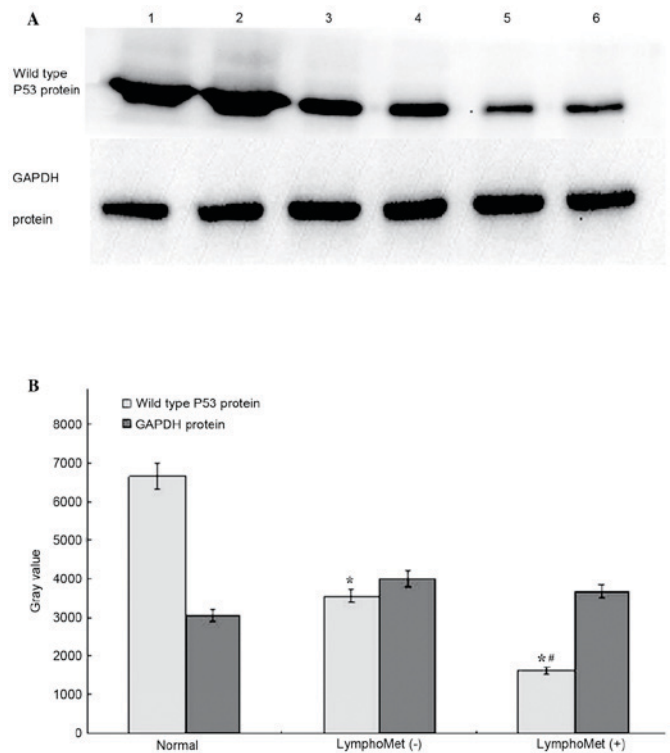 A
1 2 3 4 5 6
Wild type
P53 protein
GAPDH
protein
B
Wild type P53 protein
GAPDH protein
8000
7000
6000
5000
4000
3000
2000
1000
0
Gray value
*
*#
Normal LymphoMet (-) LymphoMet (+)